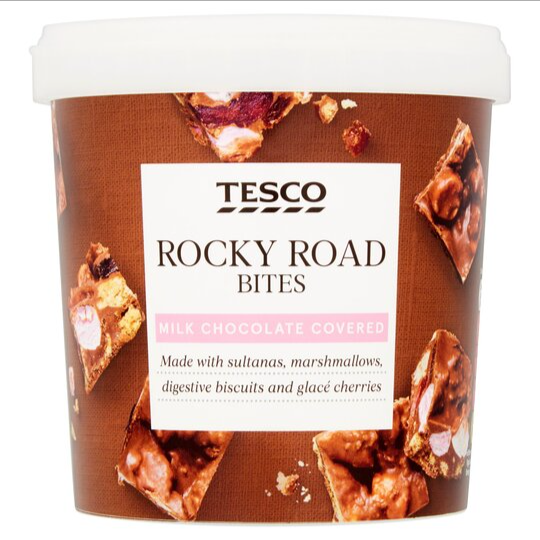 TESCO
ROCKY ROAD
BITES
MILK CHOCOLATE COVERED
Made with sultanas, marshmallows,
digestive biscuits and glacé cherries